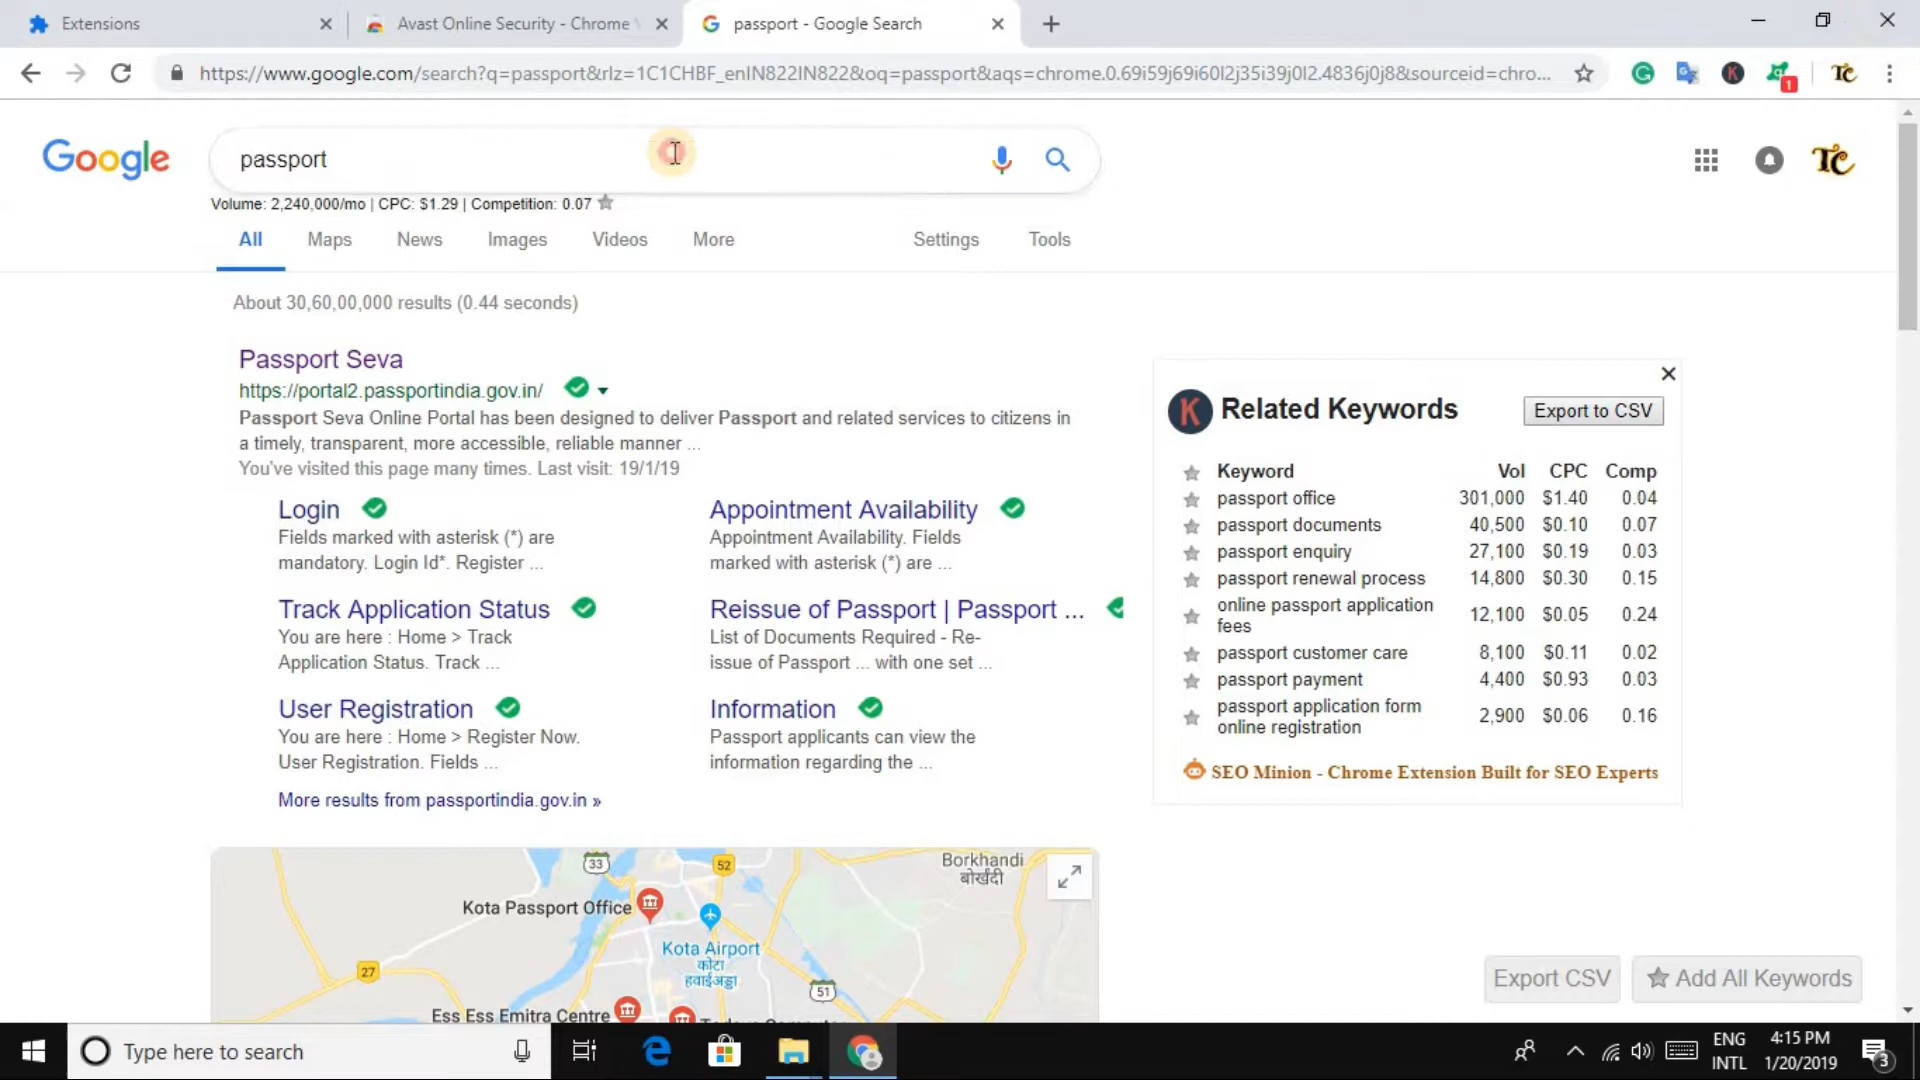 Extensions
Avast Online Security - Chrome
passport - Google Search
https://www.google.com/search?q=passport&rlz=1C1CHBF_enIN822IN822&oq=passport&aqs=chrome.0.69i59j69i60l2j35i39j0l2.4836j0j8&sourceid=chro...
1
Google
passport
Volume: 2,240,000/mo | CPC: $1.29 | Competition: 0.07
All Maps News Images Videos More Settings Tools
About 30,60,00,000 results (0.44 seconds)
Passport Seva
https://portal2.passportindia.gov.in/
Passport Seva Online Portal has been designed to deliver Passport and related services to citizens in
a timely, transparent, more accessible, reliable manner ...
You've visited this page many times. Last visit: 19/1/19
Login
Fields marked with asterisk (*) are
mandatory. Login Id*. Register ...
Appointment Availability
Appointment Availability. Fields
marked with asterisk (*) are ...
Track Application Status
You are here : Home > Track
Application Status. Track ...
Reissue of Passport | Passport ...
List of Documents Required - Re-
issue of Passport ... with one set ...
User Registration
You are here : Home > Register Now.
User Registration. Fields ...
Information
Passport applicants can view the
information regarding the ...
More results from passportindia.gov.in »
K Related Keywords
Export to CSV
Keyword Vol CPC Comp
passport office 301,000 $1.40 0.04
passport documents 40,500 $0.10 0.07
passport enquiry 27,100 $0.19 0.03
passport renewal process 14,800 $0.30 0.15
online passport application
fees 12,100 $0.05 0.24
passport customer care 8,100 $0.11 0.02
passport payment 4,400 $0.93 0.03
passport application form
online registration 2,900 $0.06 0.16
SEO Minion - Chrome Extension Built for SEO Experts
33
52
Borkhandi
बोरखंदी
Kota Passport Office
Kota Airport
कोटा
हवाईअड्डा
27
51
Ess Ess Emitra Centre
Export CSV
Add All Keywords
Type here to search
ENG
INTL
4:15 PM
1/20/2019
3